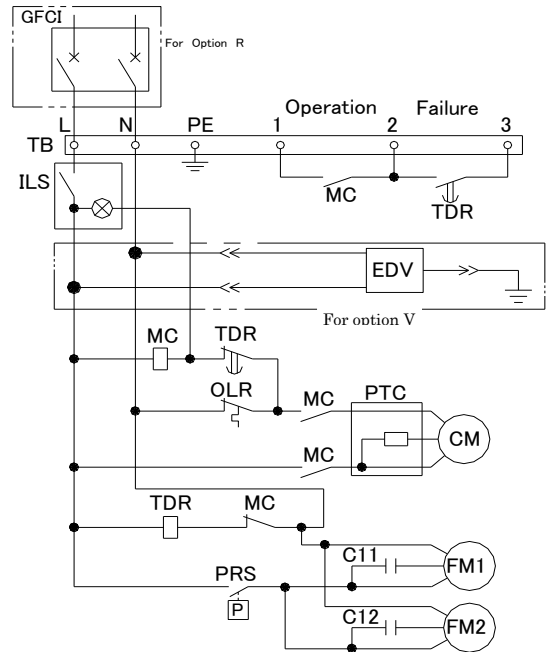 GFCI
For Option R
Operation Failure
L N PE 1 2 3
TB
ILS
MC
TDR
EDV
For option V
MC TDR
OLR MC PTC
CM
MC
TDR MC
C11
FM1
PRS
P
C12
FM2